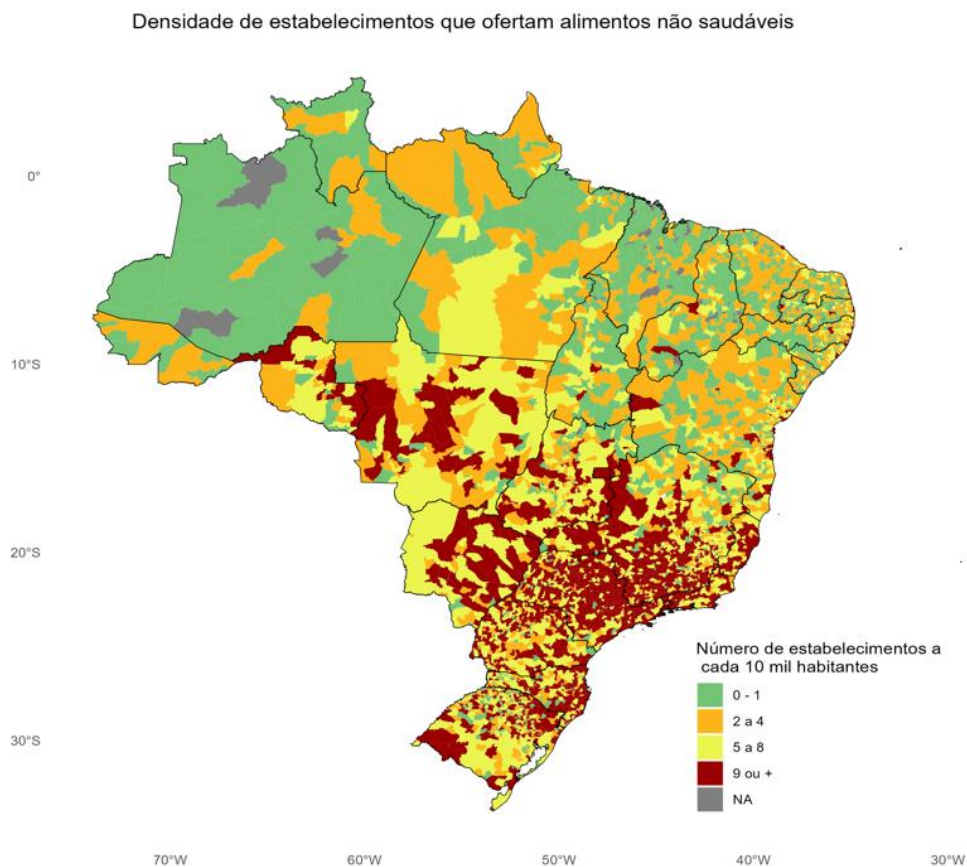 Densidade de estabelecimentos que ofertam alimentos não saudáveis
0°
10°S
20°S
30°S
Número de estabelecimentos a
cada 10 mil habitantes
0 - 1
2 a 4
5 a 8
9 ou +
NA
70°W
60°W
50°W
40°W
30°W